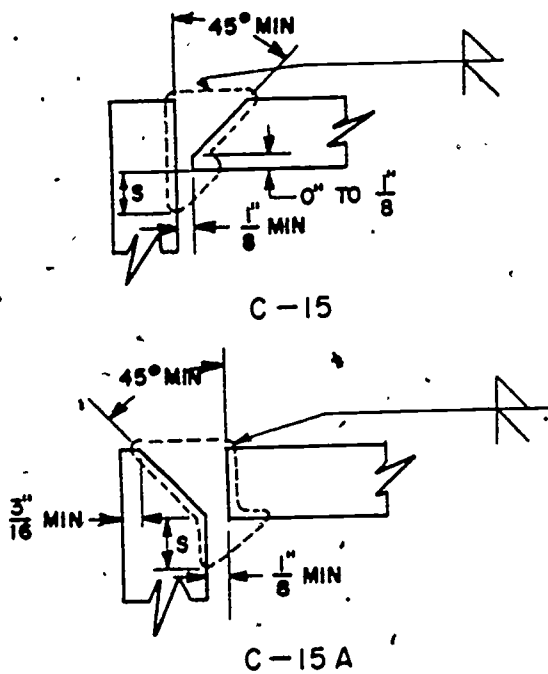 45° MIN
S
0" TO 1/8"
1/8" MIN
C-15
45° MIN
3/16" MIN
S
1/8" MIN
C-15A